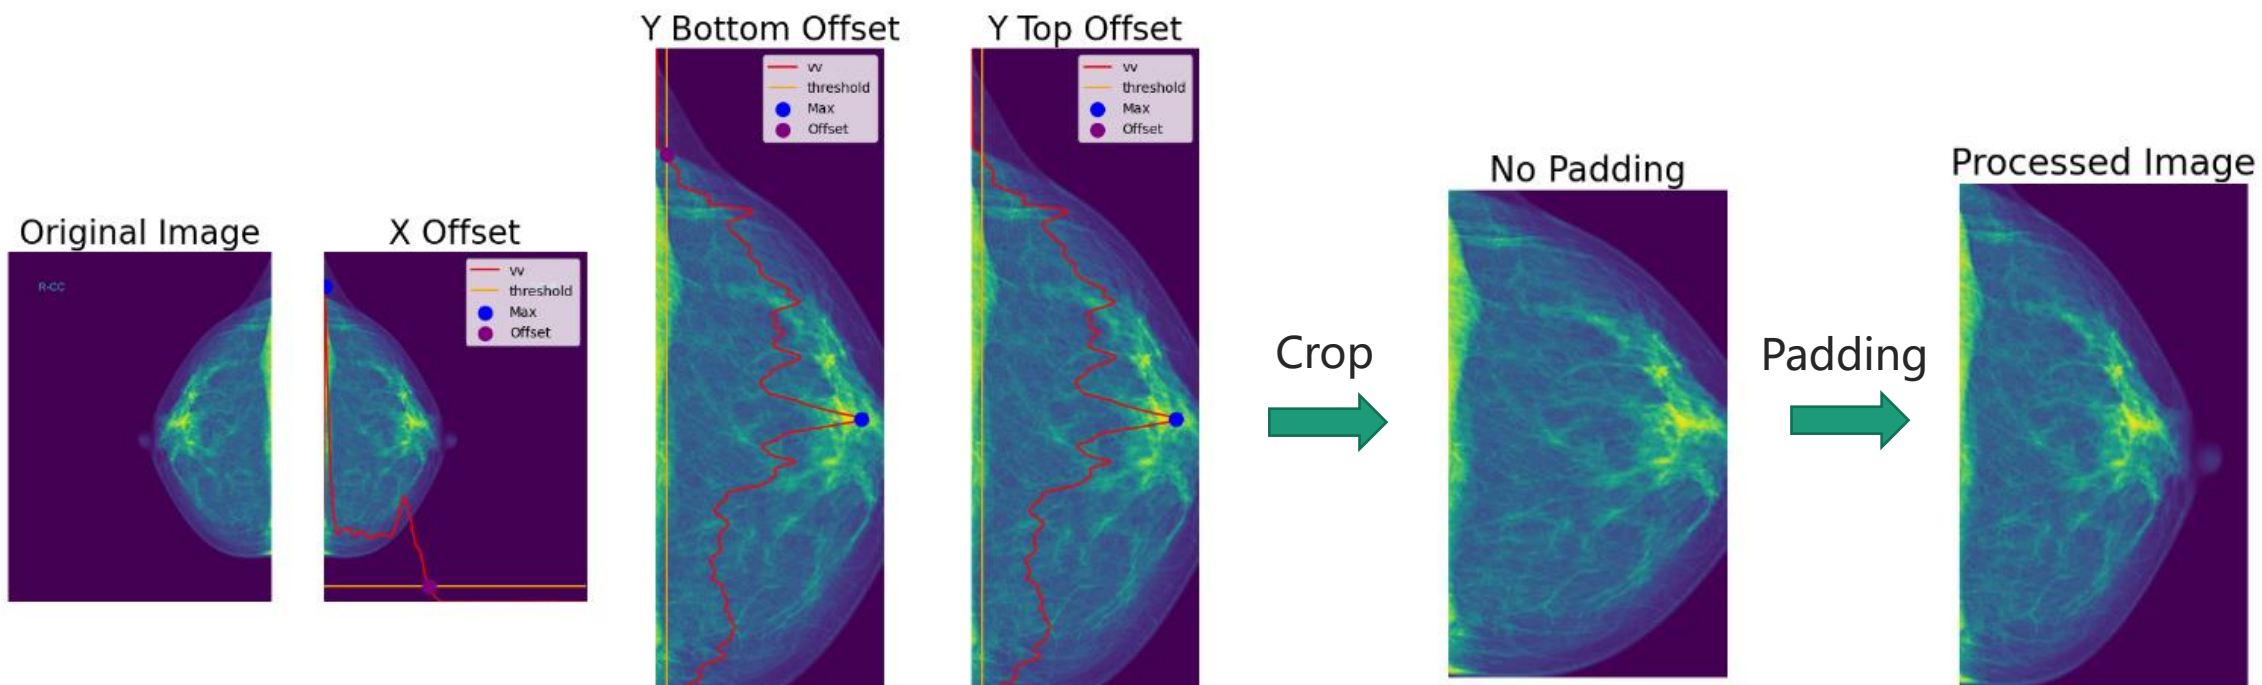 Y Bottom Offset
Y Top Offset
vv
threshold
Max
Offset
vv
threshold
Max
Offset
No Padding
Processed Image
Original Image
X Offset
R-CC
vv
threshold
Max
Offset
Crop
Padding